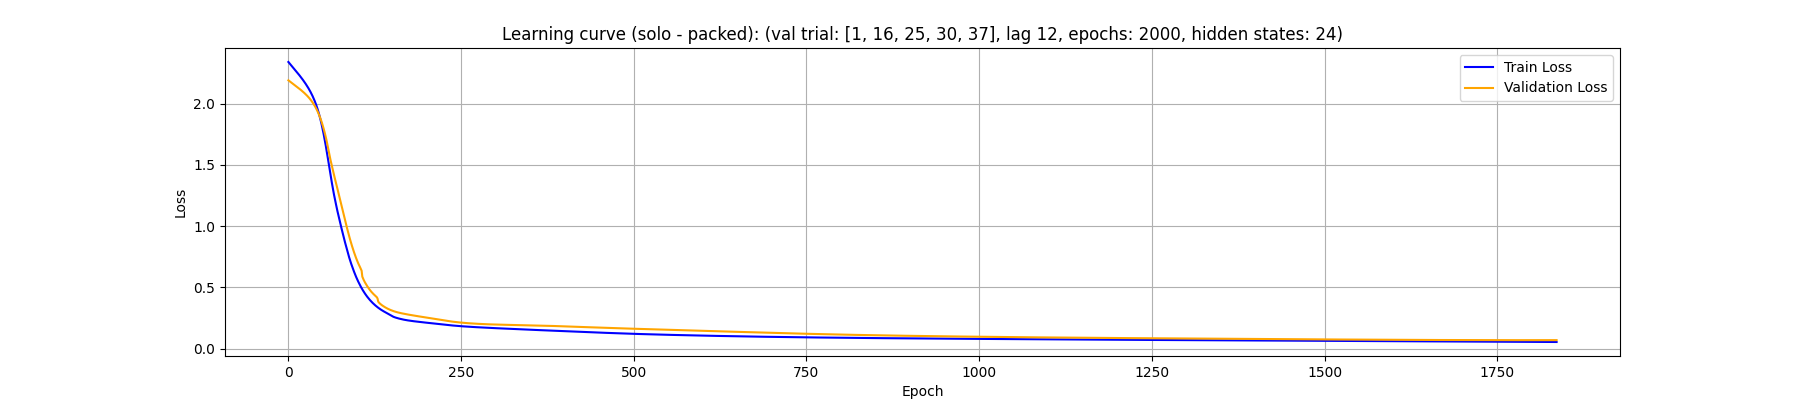 Learning curve (solo - packed): (val trial: [1, 16, 25, 30, 37], lag 12, epochs: 2000, hidden states: 24)
Train Loss
Validation Loss
Loss
2.0
1.5
1.0
0.5
0.0
0 250 500 750 1000 1250 1500 1750
Epoch